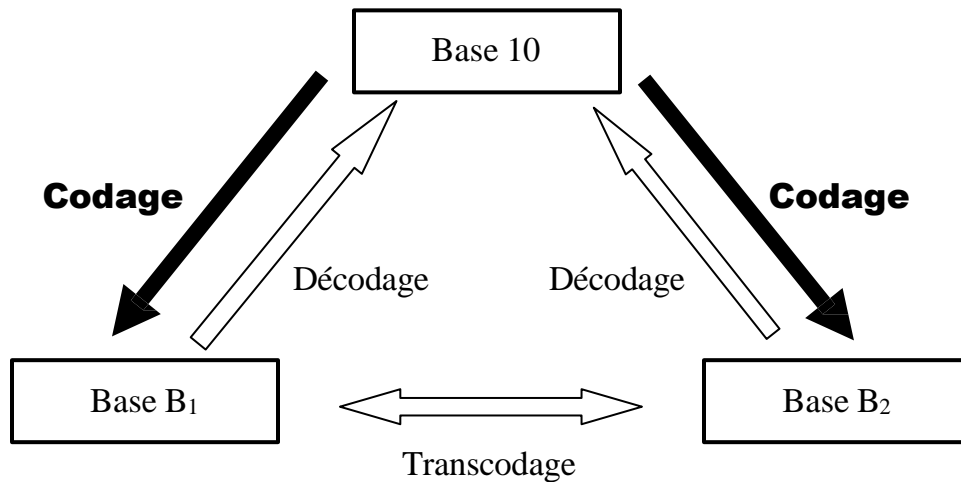 Base 10
Codage
Codage
Décodage
Décodage
Base B₁
Base B₂
Transcodage